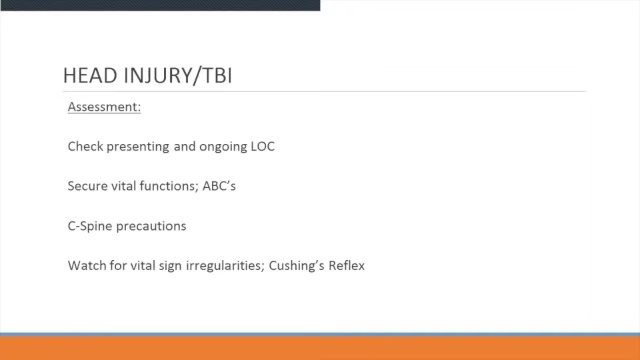 HEAD INJURY/TBI
Assessment:
Check presenting and ongoing LOC
Secure vital functions; ABC's
C-Spine precautions
Watch for vital sign irregularities; Cushing's Reflex